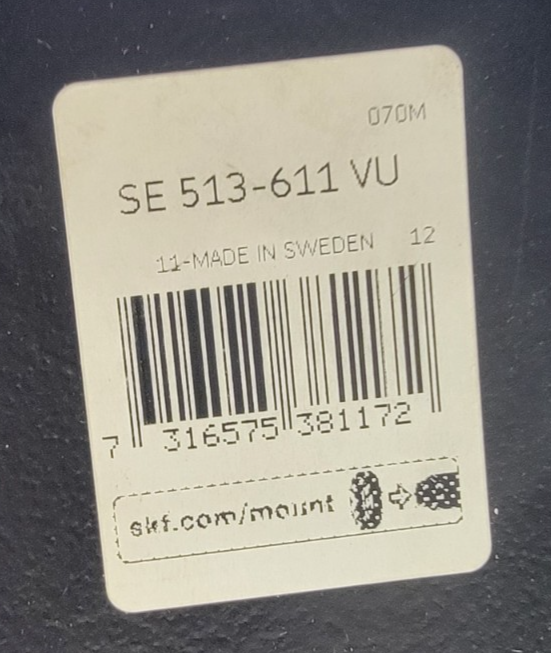 070M
SE 513-611 VU
11-MADE IN SWEDEN 12
7 316575 381172
skf.com/mount